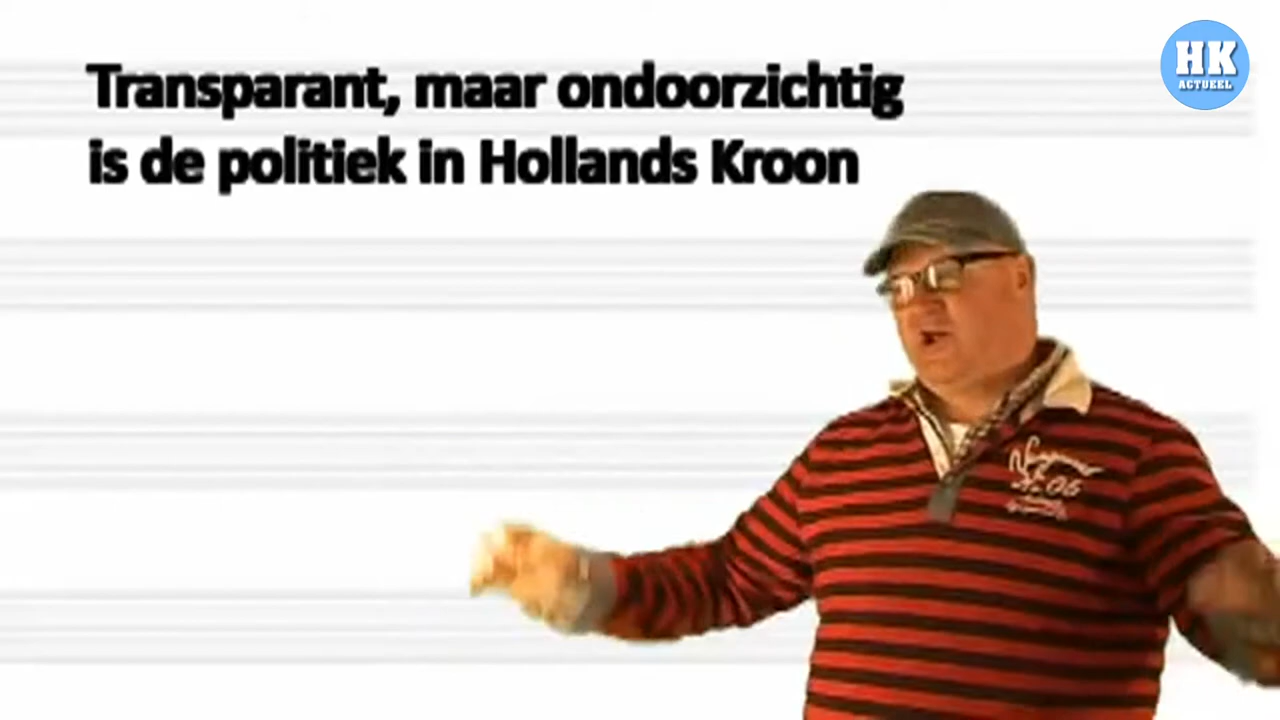 Transparant, maar ondoorzichtig
is de politiek in Hollands Kroon
HK
ACTUEEL